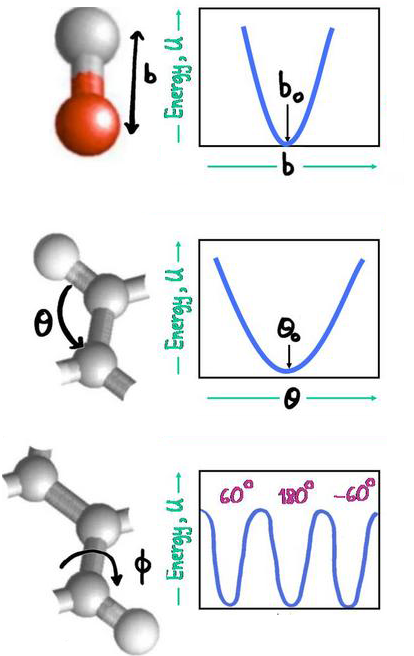 b
— Energy, U →
b₀
b
θ
— Energy, U →
θ₀
θ
ϕ
— Energy, U →
60° 180° -60°